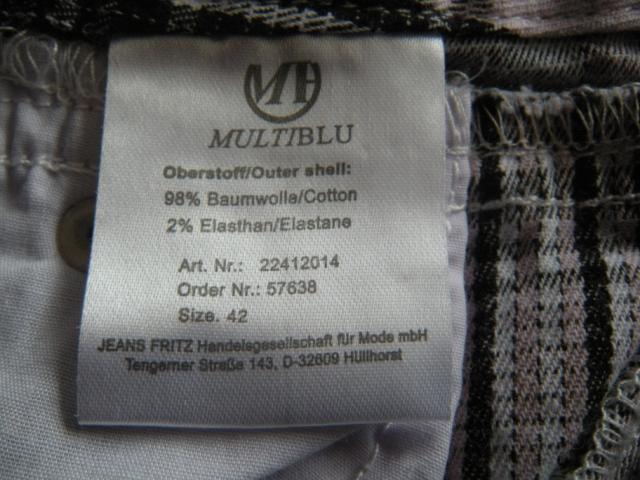 MH
MULTIBLU
Oberstoff/Outer shell:
98% Baumwolle/Cotton
2% Elasthan/Elastane
Art. Nr.: 22412014
Order Nr.: 57638
Size. 42
JEANS FRITZ Handelsgesellschaft für Mode mbH
Tengerner Straße 143, D-32609 Hüllhorst